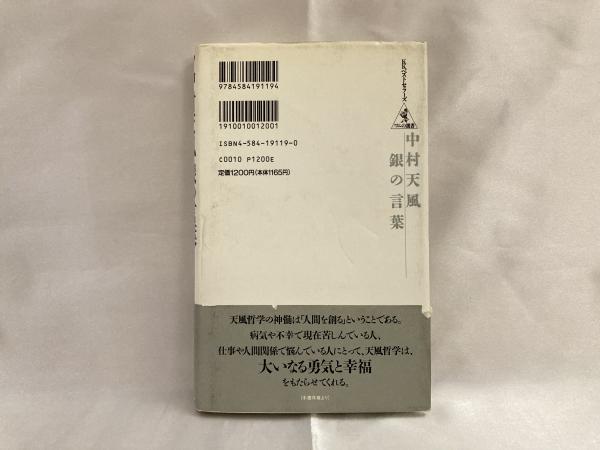 9784584191194
1910010012001
ISBN4-584-19119-0
C0010 P1200E
定価1200円(本体1165円)
KKベストセラーズ
ワニの選書
中村天風
銀の言葉
天風哲学の神髄は「人間を創る」ということである。
病気や不幸で現在苦しんでいる人、
仕事や人間関係で悩んでいる人にとって、天風哲学は、
大いなる勇気と幸福
をもたらせてくれる。